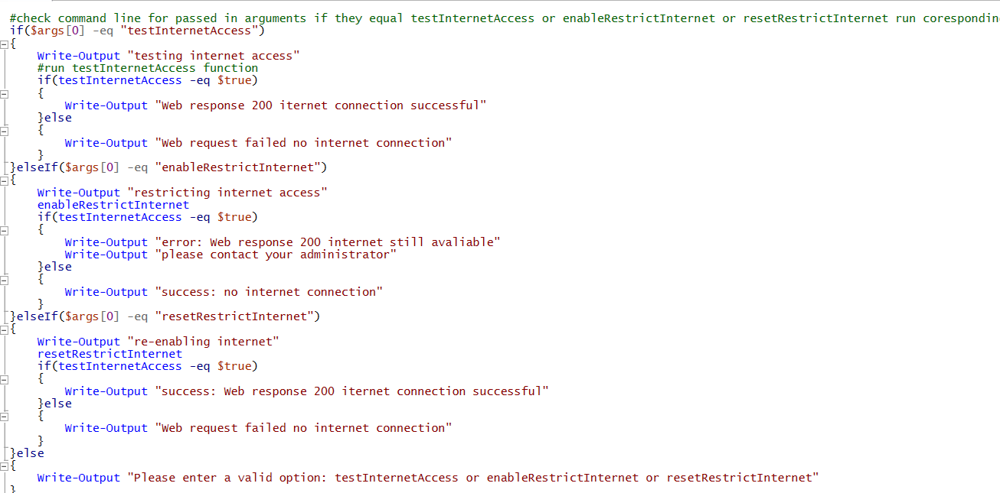 #check command line for passed in arguments if they equal testInternetAccess or enableRestrictInternet or resetRestrictInternet run
if($args[0] -eq "testInternetAccess")
{
    Write-Output "testing internet access"
    #run testInternetAccess function
    if(testInternetAccess -eq $true)
    {
        Write-Output "Web response 200 iternet connection successful"
    }else
    {
        Write-Output "Web request failed no internet connection"
    }
}elseIf($args[0] -eq "enableRestrictInternet")
{
    Write-Output "restricting internet access"
    enableRestrictInternet
    if(testInternetAccess -eq $true)
    {
        Write-Output "error: Web response 200 internet still avaliable"
        Write-Output "please contact your administrator"
    }else
    {
        Write-Output "success: no internet connection"
    }
}elseIf($args[0] -eq "resetRestrictInternet")
{
    Write-Output "re-enabling internet"
    resetRestrictInternet
    if(testInternetAccess -eq $true)
    {
        Write-Output "success: Web response 200 iternet connection successful"
    }else
    {
        Write-Output "Web request failed no internet connection"
    }
}else
{
    Write-Output "Please enter a valid option: testInternetAccess or enableRestrictInternet or resetRestrictInternet"
}